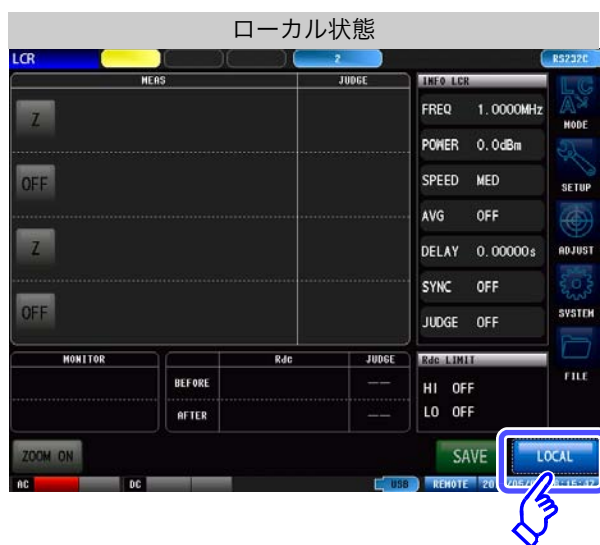 ローカル状態
LCR 2 RS232C
MEAS JUDGE INFO LCR
Z
FREQ 1.0000MHz
MODE
POWER 0.0dBm
OFF
SPEED MED
SETUP
AVG OFF
Z
DELAY 0.00000s
ADJUST
SYNC OFF
OFF
JUDGE OFF
SYSTEM
MONITOR Rdc JUDGE Rdc LIMIT
FILE
BEFORE ---- HI OFF
AFTER ---- LO OFF
ZOOM ON SAVE LOCAL
AC DC USB REMOTE